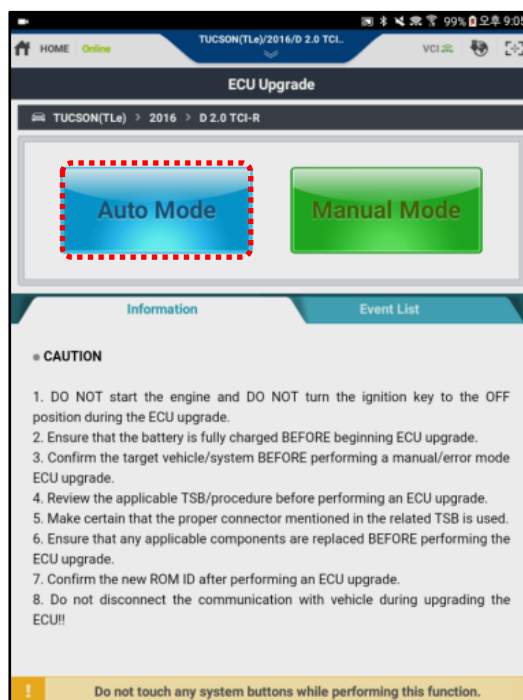 99% 오후 9:05
HOME Online TUCSON(TLe)/2016/D 2.0 TCI.. VCI
ECU Upgrade
TUCSON(TLe) > 2016 > D 2.0 TCI-R
Auto Mode Manual Mode
Information Event List
● CAUTION
1. DO NOT start the engine and DO NOT turn the ignition key to the OFF
position during the ECU upgrade.
2. Ensure that the battery is fully charged BEFORE beginning ECU upgrade.
3. Confirm the target vehicle/system BEFORE performing a manual/error mode
ECU upgrade.
4. Review the applicable TSB/procedure before performing an ECU upgrade.
5. Make certain that the proper connector mentioned in the related TSB is used.
6. Ensure that any applicable components are replaced BEFORE performing the
ECU upgrade.
7. Confirm the new ROM ID after performing an ECU upgrade.
8. Do not disconnect the communication with vehicle during upgrading the
ECU!!
! Do not touch any system buttons while performing this function.